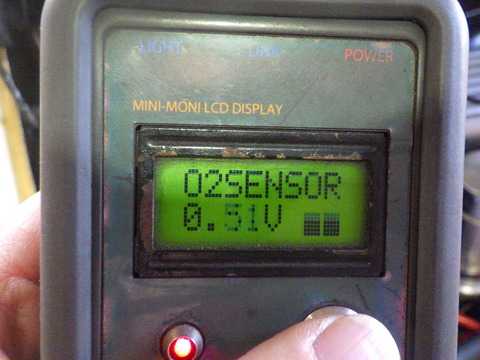 LIGHT LINK POWER
MINI-MONI LCD DISPLAY
O2SENSOR
0.51V